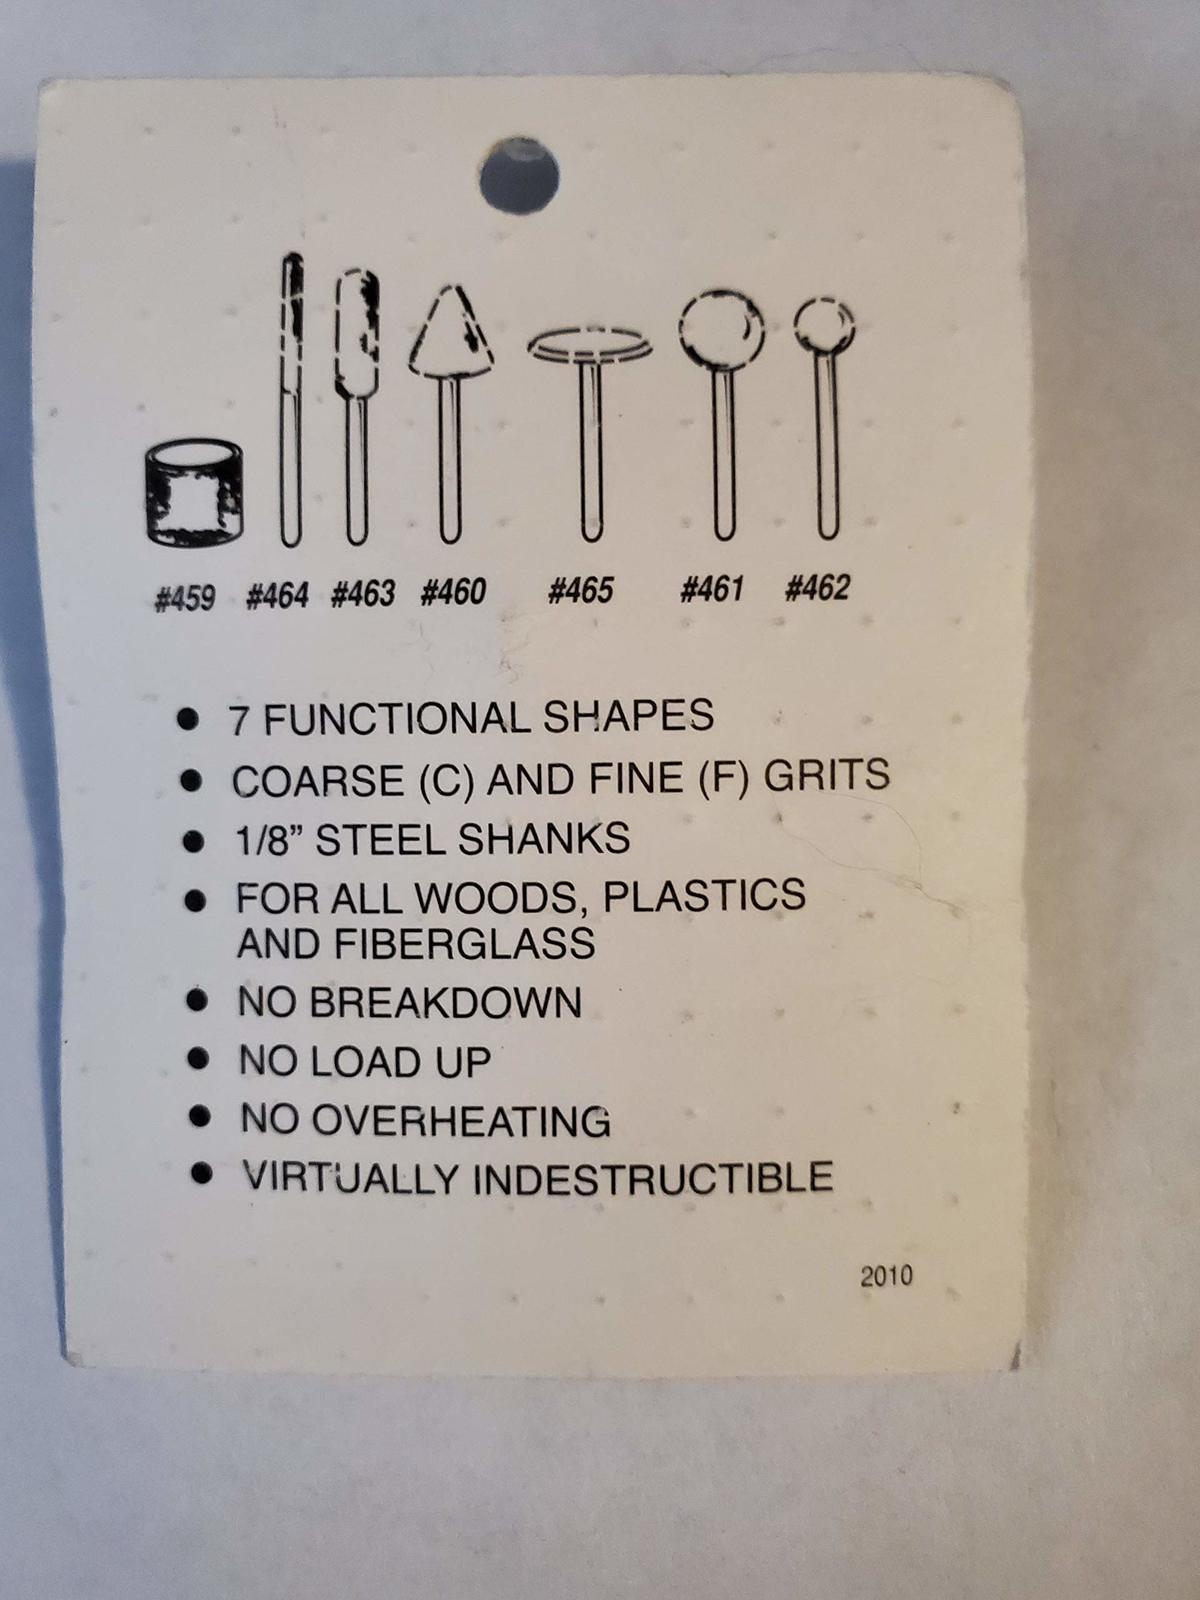 #459 #464 #463 #460 #465 #461 #462
● 7 FUNCTIONAL SHAPES
● COARSE (C) AND FINE (F) GRITS
● 1/8” STEEL SHANKS
● FOR ALL WOODS, PLASTICS
AND FIBERGLASS
● NO BREAKDOWN
● NO LOAD UP
● NO OVERHEATING
● VIRTUALLY INDESTRUCTIBLE
2010